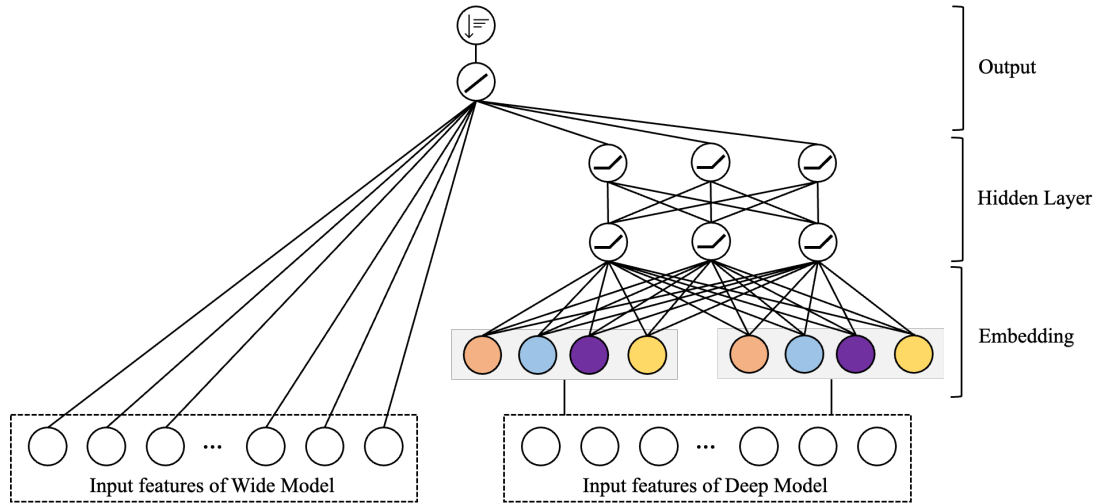 Output
Hidden Layer
Embedding
...
...
Input features of Wide Model
Input features of Deep Model